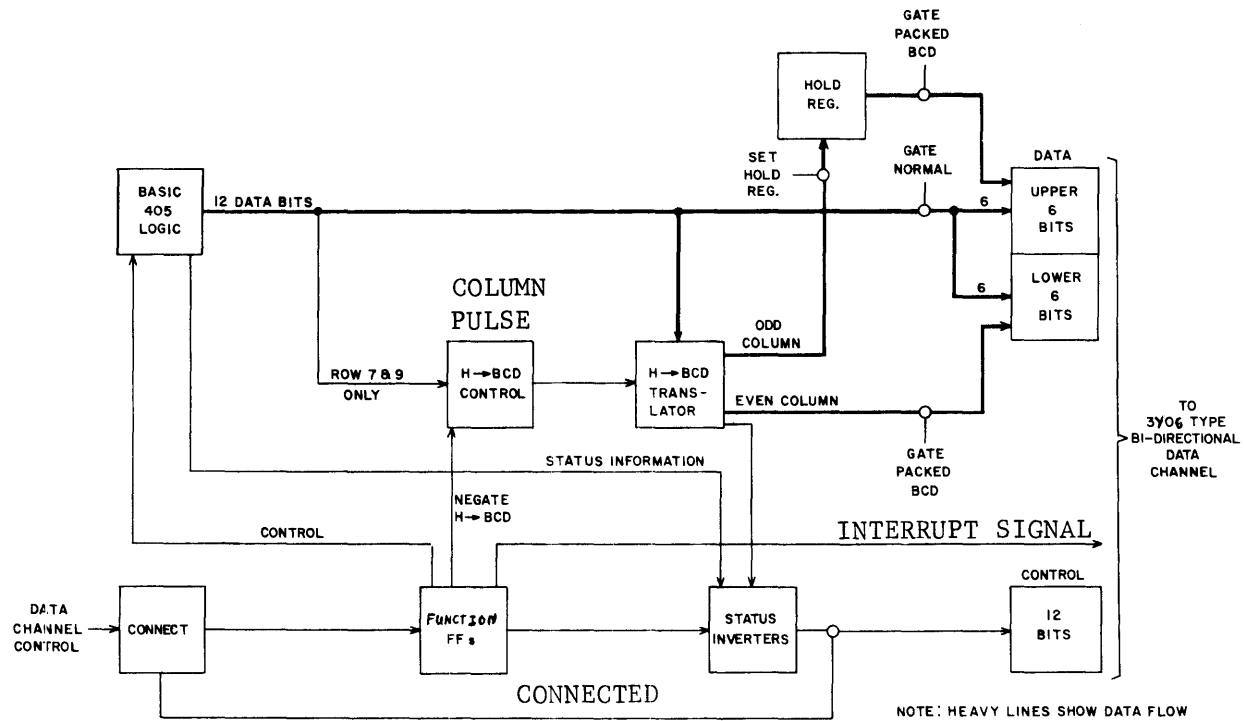 GATE
PACKED
BCD
HOLD
REG.
SET
HOLD
REG.
GATE
NORMAL
DATA
BASIC
405
LOGIC
12 DATA BITS
6
UPPER
6
BITS
6
LOWER
6
BITS
COLUMN
PULSE
ODD
COLUMN
ROW 7 & 9
ONLY
H→BCD
CONTROL
H→BCD
TRANS-
LATOR
EVEN COLUMN
GATE
PACKED
BCD
TO
3Y06 TYPE
BI-DIRECTIONAL
DATA
CHANNEL
STATUS INFORMATION
NEGATE
H→BCD
CONTROL
INTERRUPT SIGNAL
DATA
CHANNEL
CONTROL
CONNECT
FUNCTION
FFs
STATUS
INVERTERS
CONTROL
12
BITS
CONNECTED
NOTE: HEAVY LINES SHOW DATA FLOW